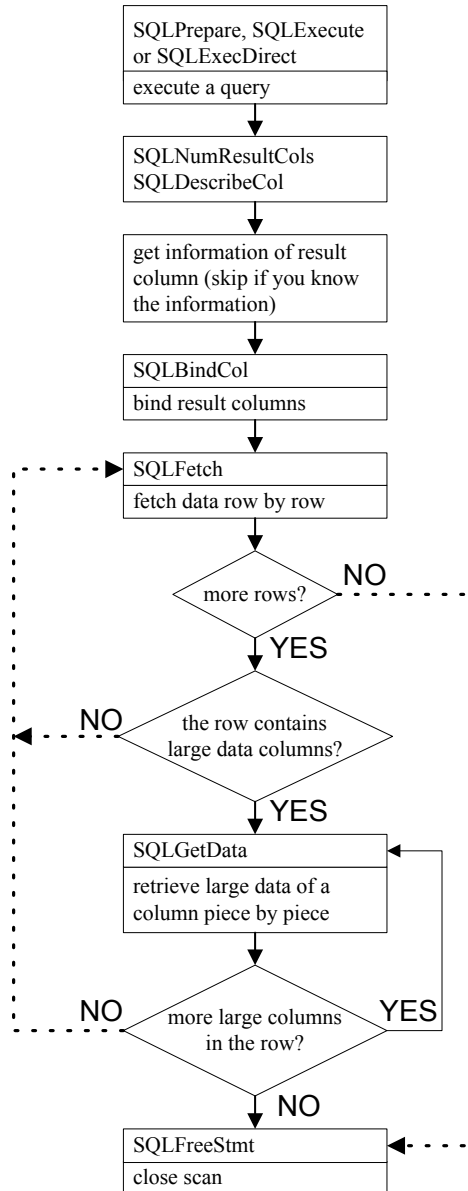 SQLPrepare, SQLExecute
or SQLExecDirect
execute a query
SQLNumResultCols
SQLDescribeCol
get information of result
column (skip if you know
the information)
SQLBindCol
bind result columns
SQLFetch
fetch data row by row
more rows?
NO
YES
the row contains
large data columns?
NO
YES
SQLGetData
retrieve large data of a
column piece by piece
more large columns
in the row?
NO
YES
NO
SQLFreeStmt
close scan